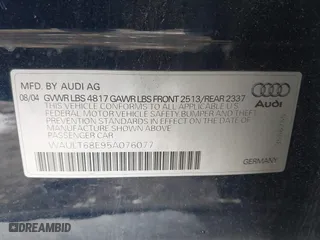 MFD. BY AUDI AG
08/04 GVWR LBS 4817 GAWR LBS FRONT 2513/REAR 2337
THIS VEHICLE CONFORMS TO ALL APPLICABLE
FEDERAL MOTOR VEHICLE SAFETY BUMPER AND
THEFT PREVENTION STANDARDS IN EFFECT ON
THE DATE OF MANUFACTURE SHOWN ABOVE
PASSENGER CAR
WAULT68E95A076077
Audi
GERMANY
© DREAMBID